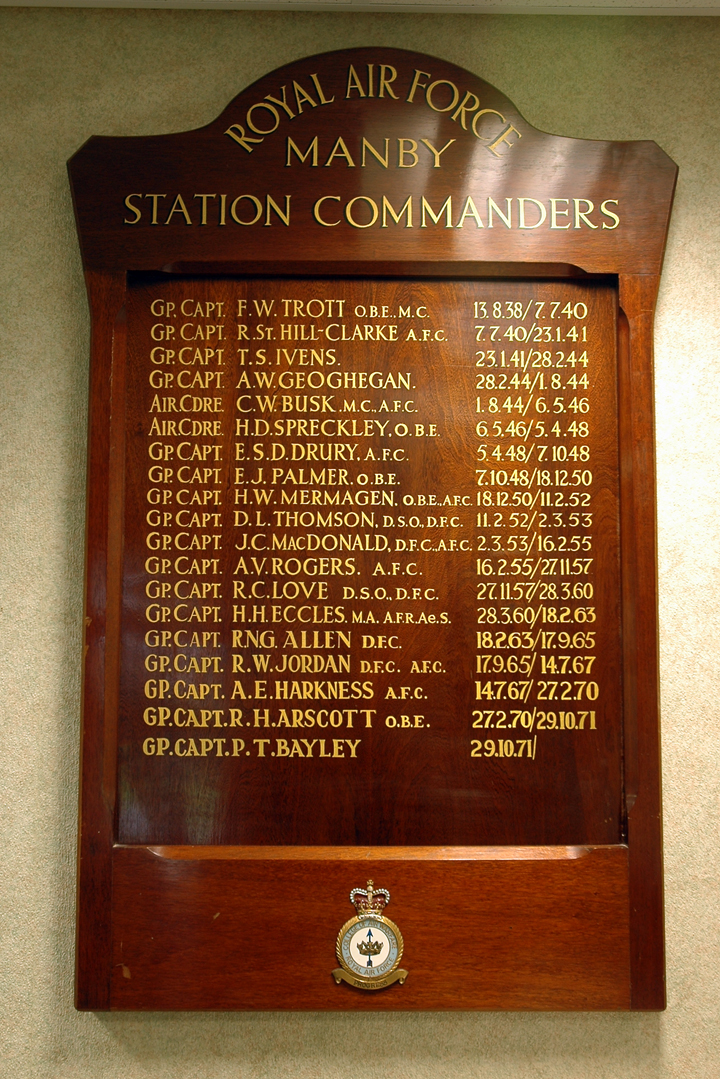 ROYAL AIR FORCE
MANBY
STATION COMMANDERS
GP. CAPT. F.W. TROTT O.B.E., M.C. 13.8.38/7.7.40
GP. CAPT. R.ST. HILL-CLARKE A.F.C. 7.7.40/23.1.41
GP. CAPT. T.S. IVENS. 23.1.41/28.2.44
GP. CAPT. A.W. GEOGHEGAN. 28.2.44/1.8.44
AIR.CDRE. C.W. BUSK. M.C., A.F.C. 1.8.44/6.5.46
AIR.CDRE. H.D. SPRECKLEY, O.B.E. 6.5.46/5.4.48
GP. CAPT. E.S.D. DRURY, A.F.C. 5.4.48/7.10.48
GP. CAPT. E.J. PALMER. O.B.E. 7.10.48/18.12.50
GP. CAPT. H.W. MERMAGEN, O.B.E., A.F.C. 18.12.50/11.2.52
GP. CAPT. D.L. THOMSON, D.S.O., D.F.C. 11.2.52/2.3.53
GP. CAPT. J.C. MACDONALD, D.F.C., A.F.C. 2.3.53/16.2.55
GP. CAPT. A.V. ROGERS. A.F.C. 16.2.55/27.11.57
GP. CAPT. R.C. LOVE D.S.O., D.F.C. 27.11.57/28.3.60
GP. CAPT. H.H. ECCLES. M.A. A.F.R.Ae.S. 28.3.60/18.2.63
GP. CAPT. R.N.G. ALLEN D.F.C. 18.2.63/17.9.65
GP. CAPT. R.W. JORDAN D.F.C. A.F.C. 17.9.65/14.7.67
GP. CAPT. A.E. HARKNESS A.F.C. 14.7.67/27.2.70
GP. CAPT. R.H. ARSCOTT O.B.E. 27.2.70/29.10.71
GP. CAPT. P.T. BAYLEY 29.10.71/
ROYAL AIR FORCE
PROGRESS